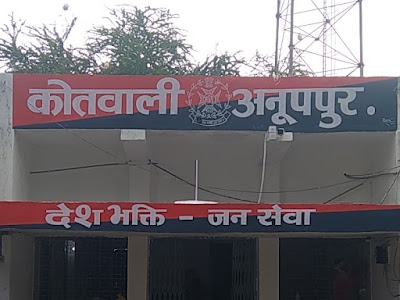 कोतवाली अनूपपुर.
देश भक्ति - जन सेवा